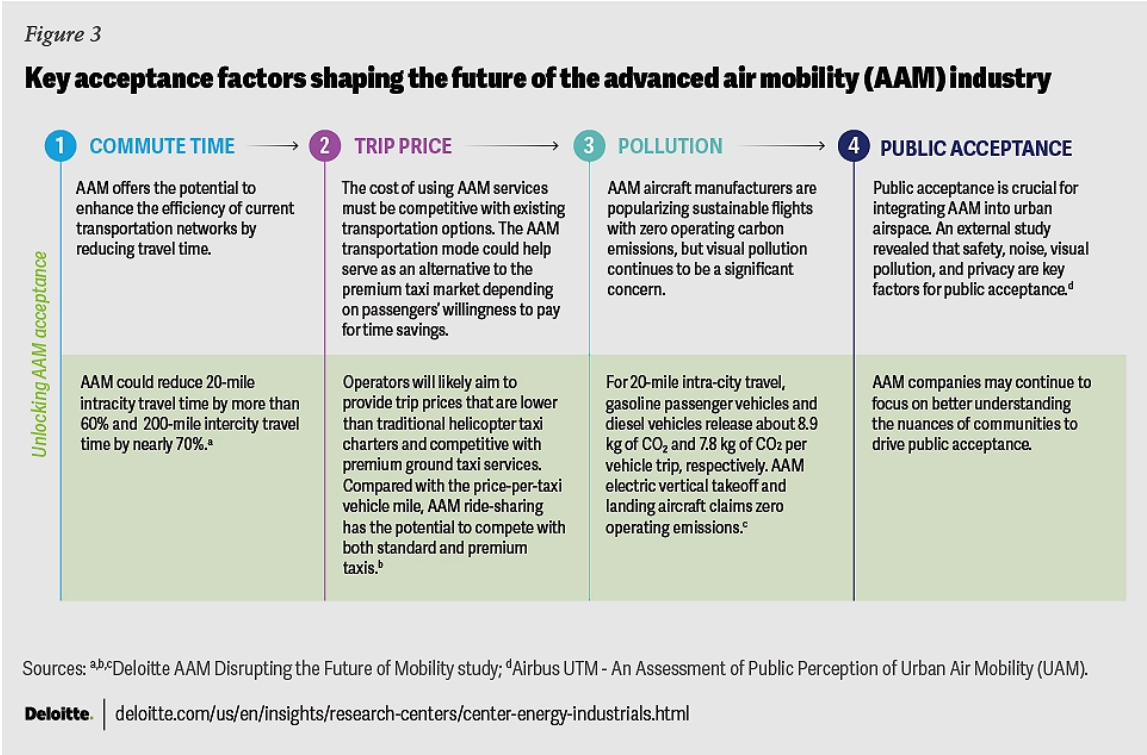 Figure 3
Key acceptance factors shaping the future of the advanced air mobility (AAM) industry
1 COMMUTE TIME
AAM offers the potential to
enhance the efficiency of current
transportation networks by
reducing travel time.
2 TRIP PRICE
The cost of using AAM services
must be competitive with existing
transportation options. The AAM
transportation mode could help
serve as an alternative to the
premium taxi market depending
on passengers' willingness to pay
for time savings.
3 POLLUTION
AAM aircraft manufacturers are
popularizing sustainable flights
with zero operating carbon
emissions, but visual pollution
continues to be a significant
concern.
4 PUBLIC ACCEPTANCE
Public acceptance is crucial for
integrating AAM into urban
airspace. An external study
revealed that safety, noise, visual
pollution, and privacy are key
factors for public acceptance.ᵈ
Unlocking AAM acceptance
AAM could reduce 20-mile
intracity travel time by more than
60% and 200-mile intercity travel
time by nearly 70%.ᵃ
Operators will likely aim to
provide trip prices that are lower
than traditional helicopter taxi
charters and competitive with
premium ground taxi services.
Compared with the price-per-taxi
vehicle mile, AAM ride-sharing
has the potential to compete with
both standard and premium
taxis.ᵇ
For 20-mile intra-city travel,
gasoline passenger vehicles and
diesel vehicles release about 8.9
kg of CO₂ and 7.8 kg of CO₂ per
vehicle trip, respectively. AAM
electric vertical takeoff and
landing aircraft claims zero
operating emissions.ᶜ
AAM companies may continue to
focus on better understanding
the nuances of communities to
drive public acceptance.
Sources: ᵃ,ᵇ,ᶜDeloitte AAM Disrupting the Future of Mobility study; ᵈAirbus UTM - An Assessment of Public Perception of Urban Air Mobility (UAM).
Deloitte. | deloitte.com/us/en/insights/research-centers/center-energy-industrials.html